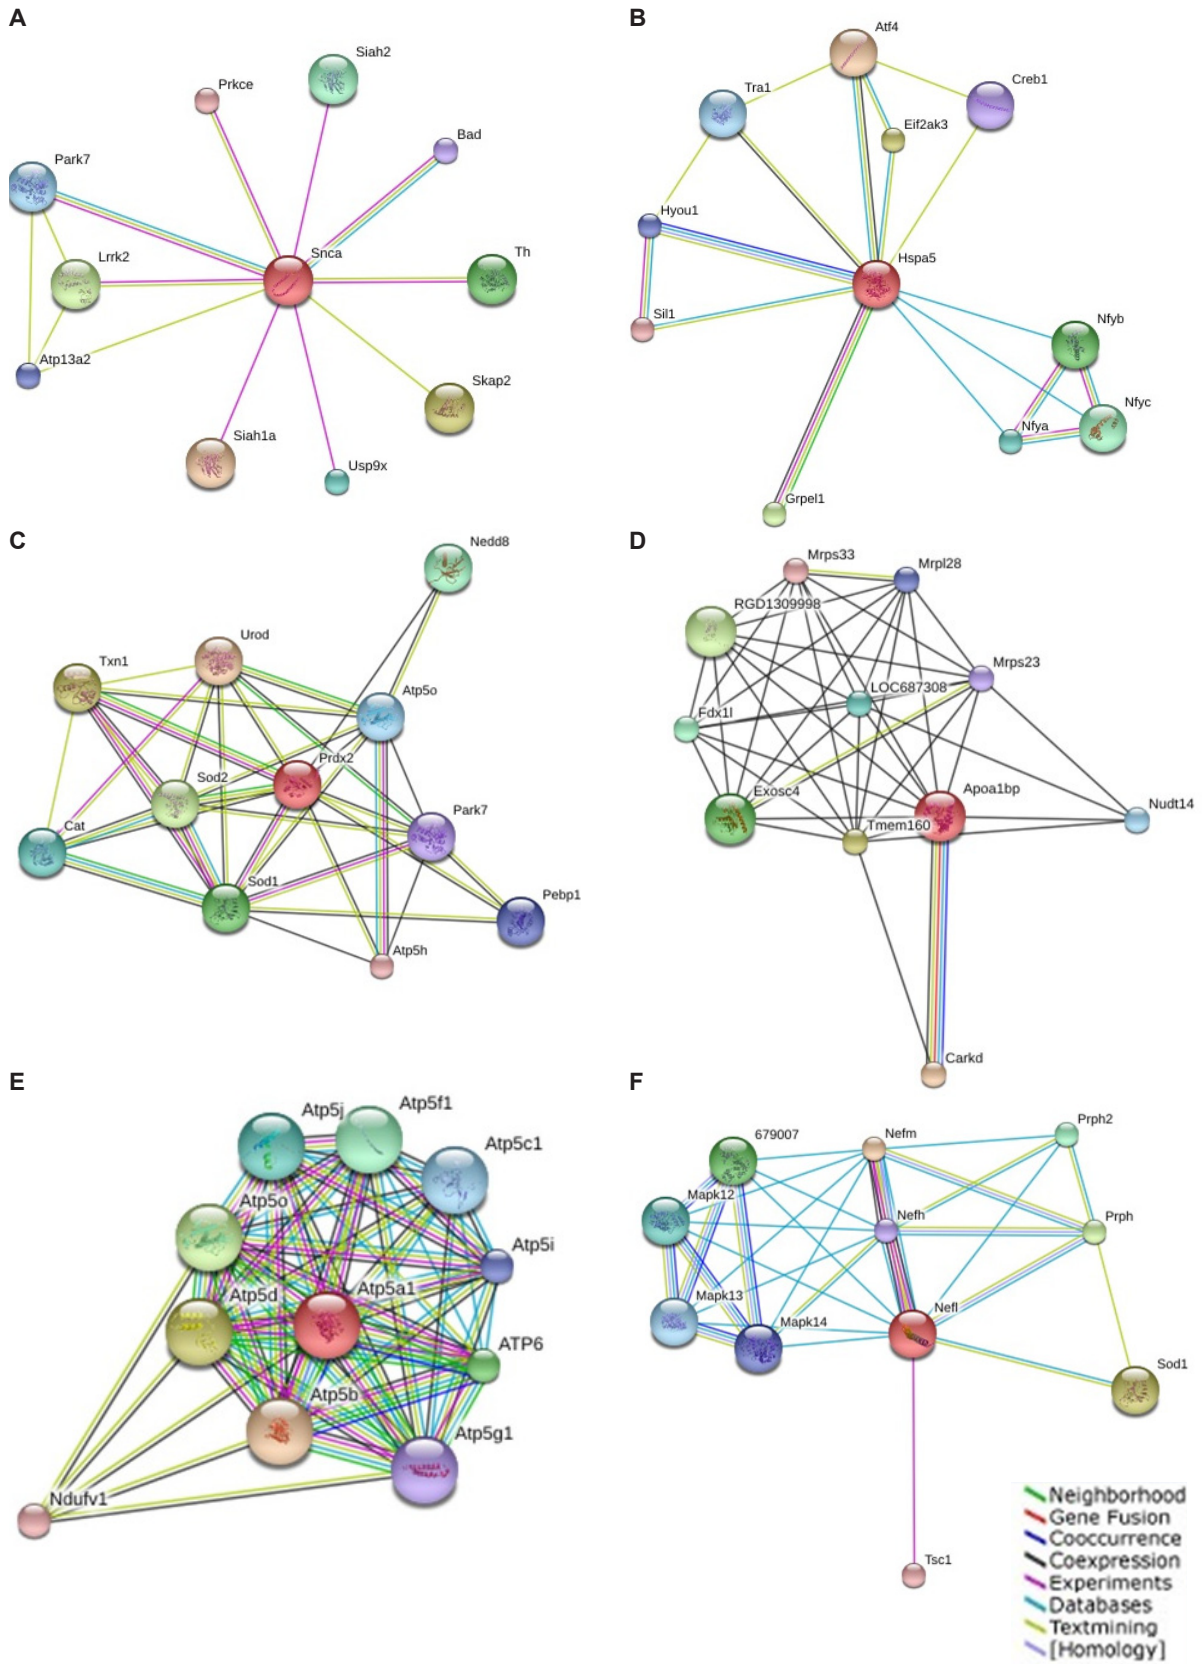 A
Siah2
Prkce
Bad
Park7
Snca
Th
Lrrk2
Atp13a2
Skap2
Siah1a
Usp9x
B
Atf4
Creb1
Tra1
Eif2ak3
Hyou1
Hspa5
Sil1
Nfyb
Nfyc
Nfya
Grpel1
C
Nedd8
Urod
Txn1
Atp5o
Prdx2
Sod2
Park7
Cat
Sod1
Pebp1
Atp5h
D
Mrps33
Mrpl28
RGD1309998
Mrps23
LOC687308
Fdx1l
Exosc4
Apoa1bp
Nudt14
Tmem160
Carkd
E
Atp5j
Atp5f1
Atp5c1
Atp5o
Atp5i
Atp5d
Atp5a1
ATP6
Atp5b
Atp5g1
Ndufv1
F
679007
Nefm
Prph2
Mapk12
Nefh
Prph
Mapk13
Mapk14
Nefl
Sod1
Tsc1
Neighborhood
Gene Fusion
Cooccurrence
Coexpression
Experiments
Databases
Textmining
[Homology]